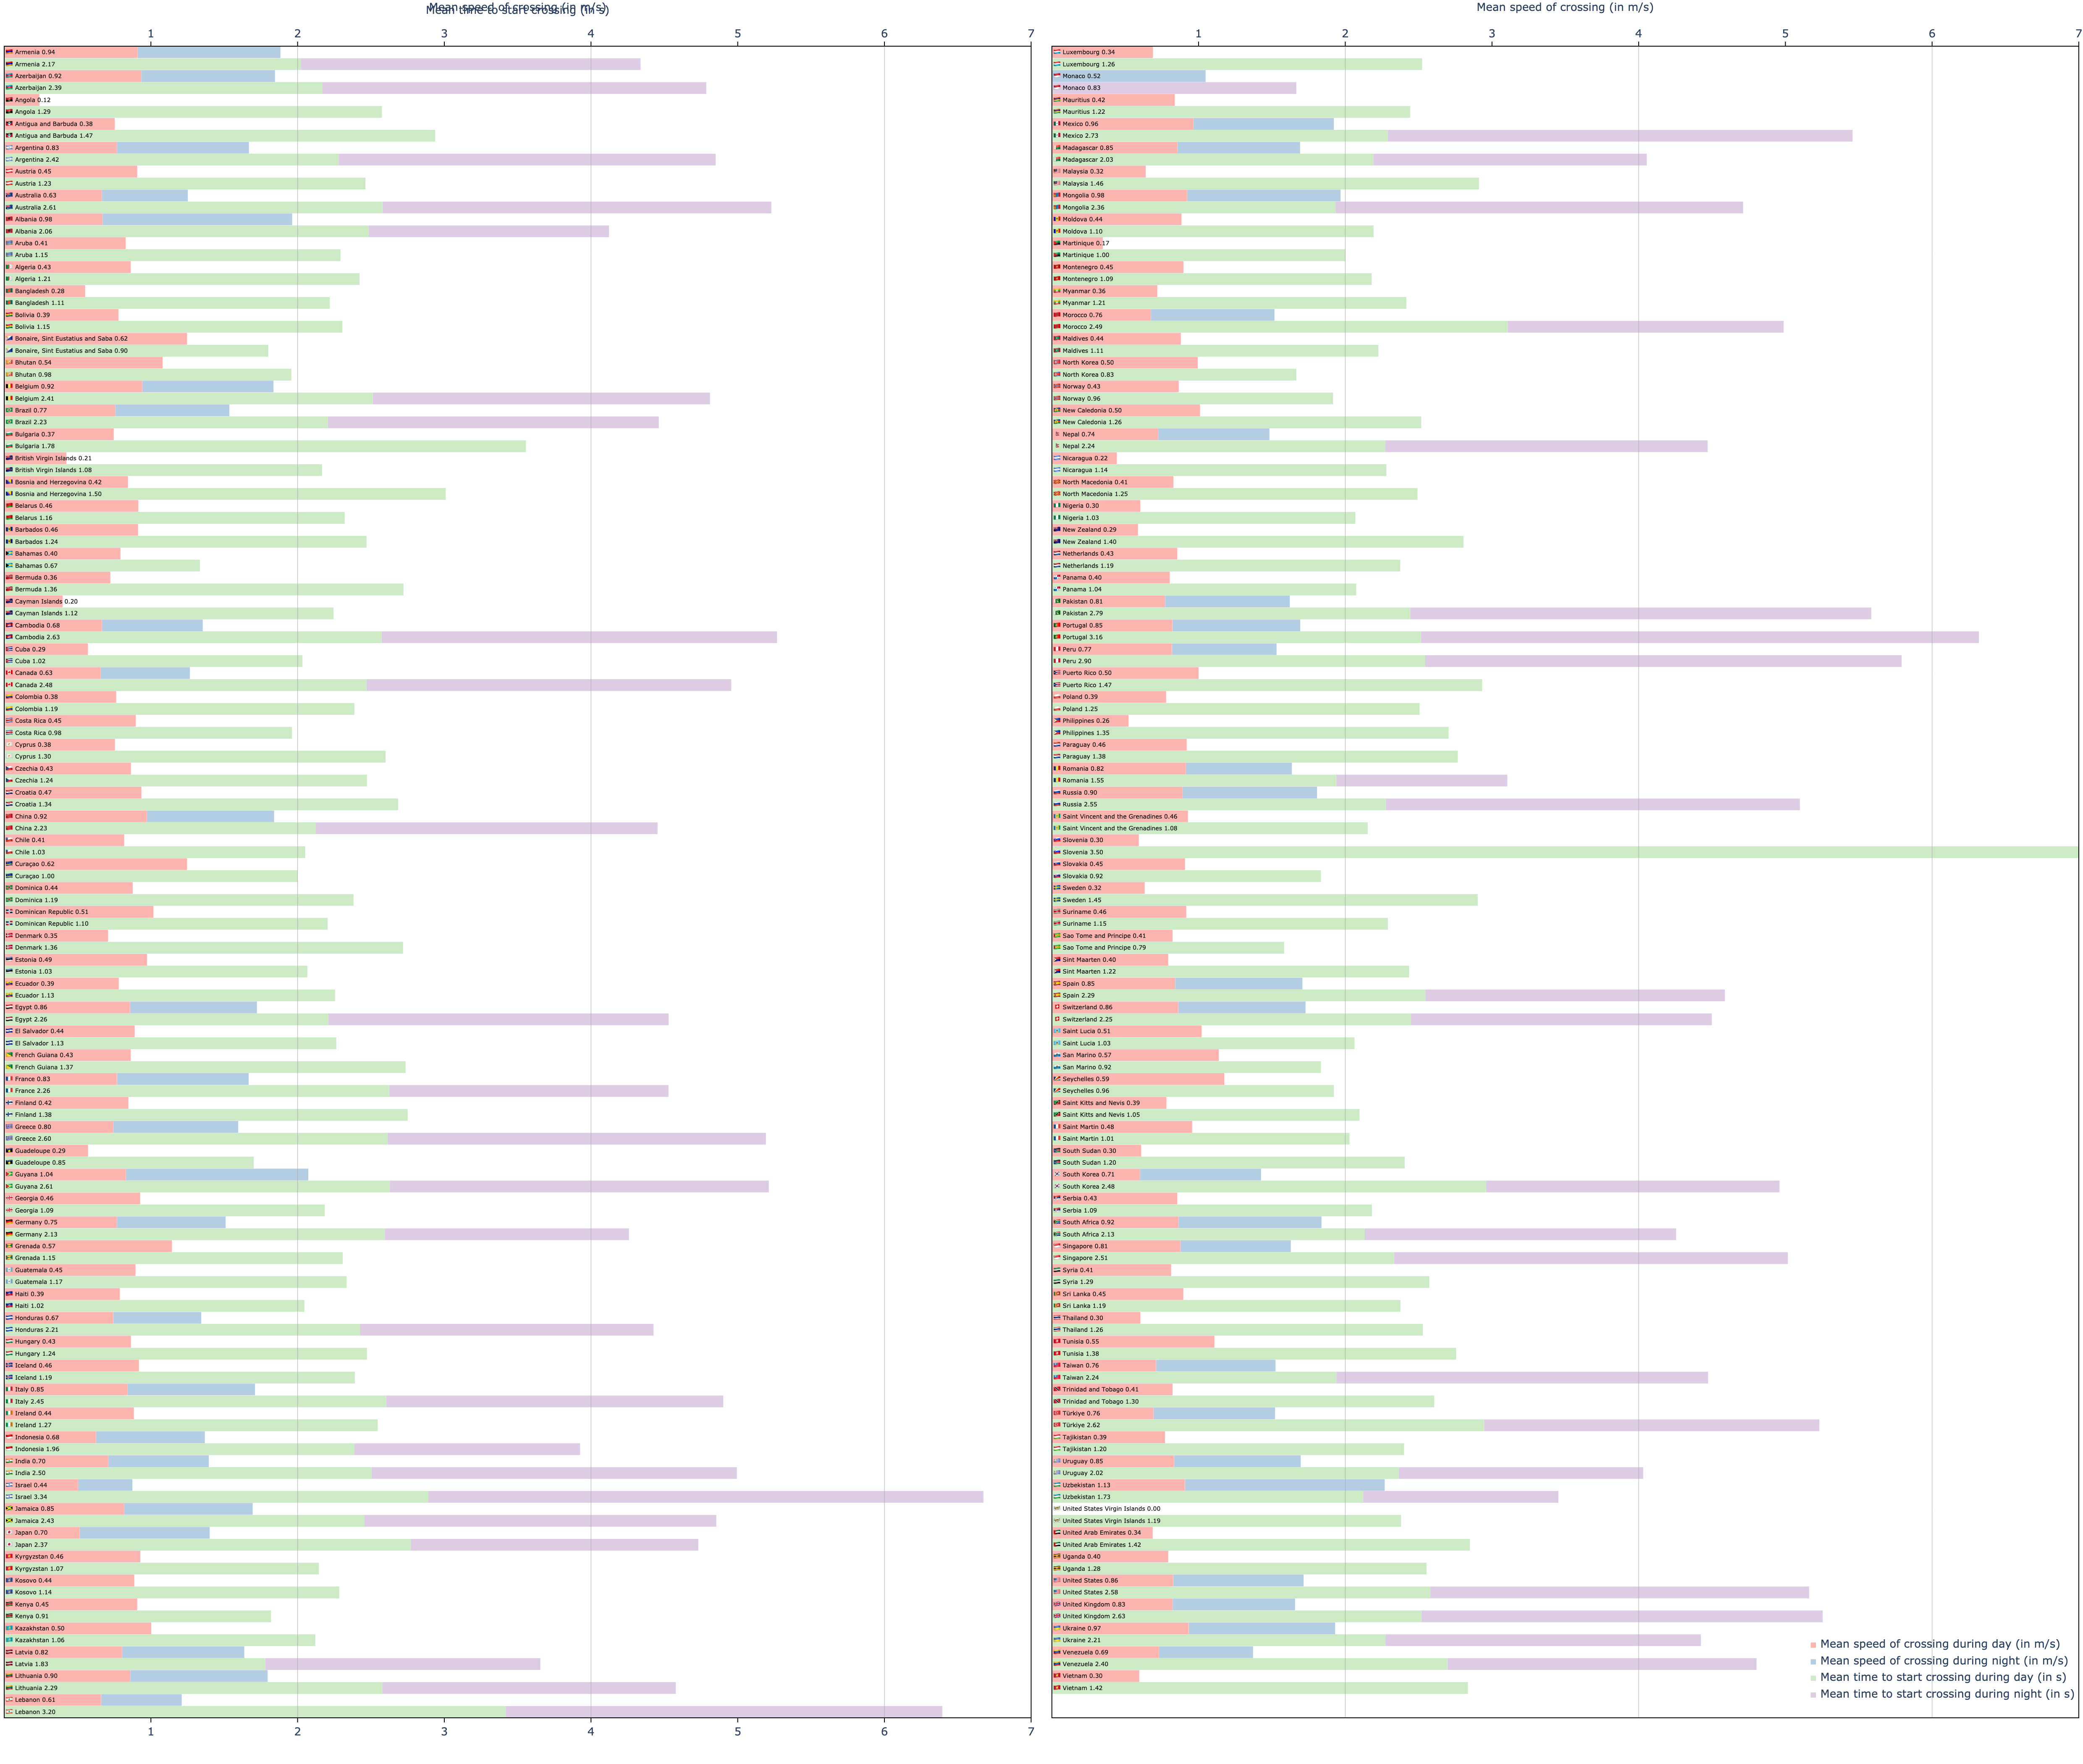 Mean speed of crossing (in m/s)
Mean time to start crossing (in s)
Mean speed of crossing (in m/s)
1 2 3 4 5 6 7
1 2 3 4 5 6 7
Armenia 0.94
Armenia 2.17
Azerbaijan 0.92
Azerbaijan 2.39
Angola 0.12
Angola 1.29
Antigua and Barbuda 0.38
Antigua and Barbuda 1.47
Argentina 0.83
Argentina 2.42
Austria 0.45
Austria 1.23
Australia 0.63
Australia 2.61
Albania 0.98
Albania 2.06
Aruba 0.41
Aruba 1.15
Algeria 0.43
Algeria 1.21
Bangladesh 0.28
Bangladesh 1.11
Bolivia 0.39
Bolivia 1.15
Bonaire, Sint Eustatius and Saba 0.62
Bonaire, Sint Eustatius and Saba 0.90
Bhutan 0.54
Bhutan 0.98
Belgium 0.92
Belgium 2.41
Brazil 0.77
Brazil 2.23
Bulgaria 0.37
Bulgaria 1.78
British Virgin Islands 0.21
British Virgin Islands 1.08
Bosnia and Herzegovina 0.42
Bosnia and Herzegovina 1.50
Belarus 0.46
Belarus 1.16
Barbados 0.46
Barbados 1.24
Bahamas 0.40
Bahamas 0.67
Bermuda 0.36
Bermuda 1.36
Cayman Islands 0.20
Cayman Islands 1.12
Cambodia 0.68
Cambodia 2.63
Cuba 0.29
Cuba 1.02
Canada 0.63
Canada 2.48
Colombia 0.38
Colombia 1.19
Costa Rica 0.45
Costa Rica 0.98
Cyprus 0.38
Cyprus 1.30
Czechia 0.43
Czechia 1.24
Croatia 0.47
Croatia 1.34
China 0.92
China 2.23
Chile 0.41
Chile 1.03
Curaçao 0.62
Curaçao 1.00
Dominica 0.44
Dominica 1.19
Dominican Republic 0.51
Dominican Republic 1.10
Denmark 0.35
Denmark 1.36
Estonia 0.49
Estonia 1.03
Ecuador 0.39
Ecuador 1.13
Egypt 0.86
Egypt 2.26
El Salvador 0.44
El Salvador 1.13
French Guiana 0.43
French Guiana 1.37
France 0.83
France 2.26
Finland 0.42
Finland 1.38
Greece 0.80
Greece 2.60
Guadeloupe 0.29
Guadeloupe 0.85
Guyana 1.04
Guyana 2.61
Georgia 0.46
Georgia 1.09
Germany 0.75
Germany 2.13
Grenada 0.57
Grenada 1.15
Guatemala 0.45
Guatemala 1.17
Haiti 0.39
Haiti 1.02
Honduras 0.67
Honduras 2.21
Hungary 0.43
Hungary 1.24
Iceland 0.46
Iceland 1.19
Italy 0.85
Italy 2.45
Ireland 0.44
Ireland 1.27
Indonesia 0.68
Indonesia 1.96
India 0.70
India 2.50
Israel 0.44
Israel 3.34
Jamaica 0.85
Jamaica 2.43
Japan 0.70
Japan 2.37
Kyrgyzstan 0.46
Kyrgyzstan 1.07
Kosovo 0.44
Kosovo 1.14
Kenya 0.45
Kenya 0.91
Kazakhstan 0.50
Kazakhstan 1.06
Latvia 0.82
Latvia 1.83
Lithuania 0.90
Lithuania 2.29
Lebanon 0.61
Lebanon 3.20
Luxembourg 0.34
Luxembourg 1.26
Monaco 0.52
Monaco 0.83
Mauritius 0.42
Mauritius 1.22
Mexico 0.96
Mexico 2.73
Madagascar 0.85
Madagascar 2.03
Malaysia 0.32
Malaysia 1.46
Mongolia 0.98
Mongolia 2.36
Moldova 0.44
Moldova 1.10
Martinique 0.17
Martinique 1.00
Montenegro 0.45
Montenegro 1.09
Myanmar 0.36
Myanmar 1.21
Morocco 0.76
Morocco 2.49
Maldives 0.44
Maldives 1.11
North Korea 0.50
North Korea 0.83
Norway 0.43
Norway 0.96
New Caledonia 0.50
New Caledonia 1.26
Nepal 0.74
Nepal 2.24
Nicaragua 0.22
Nicaragua 1.14
North Macedonia 0.41
North Macedonia 1.25
Nigeria 0.30
Nigeria 1.03
New Zealand 0.29
New Zealand 1.40
Netherlands 0.43
Netherlands 1.19
Panama 0.40
Panama 1.04
Pakistan 0.81
Pakistan 2.79
Portugal 0.85
Portugal 3.16
Peru 0.77
Peru 2.90
Puerto Rico 0.50
Puerto Rico 1.47
Poland 0.39
Poland 1.25
Philippines 0.26
Philippines 1.35
Paraguay 0.46
Paraguay 1.38
Romania 0.82
Romania 1.55
Russia 0.90
Russia 2.55
Saint Vincent and the Grenadines 0.46
Saint Vincent and the Grenadines 1.08
Slovenia 0.30
Slovenia 3.50
Slovakia 0.45
Slovakia 0.92
Sweden 0.32
Sweden 1.45
Suriname 0.46
Suriname 1.15
Sao Tome and Principe 0.41
Sao Tome and Principe 0.79
Sint Maarten 0.40
Sint Maarten 1.22
Spain 0.85
Spain 2.29
Switzerland 0.86
Switzerland 2.25
Saint Lucia 0.51
Saint Lucia 1.03
San Marino 0.57
San Marino 0.92
Seychelles 0.59
Seychelles 0.96
Saint Kitts and Nevis 0.39
Saint Kitts and Nevis 1.05
Saint Martin 0.48
Saint Martin 1.01
South Sudan 0.30
South Sudan 1.20
South Korea 0.71
South Korea 2.48
Serbia 0.43
Serbia 1.09
South Africa 0.92
South Africa 2.13
Singapore 0.81
Singapore 2.51
Syria 0.41
Syria 1.29
Sri Lanka 0.45
Sri Lanka 1.19
Thailand 0.30
Thailand 1.26
Tunisia 0.55
Tunisia 1.38
Taiwan 0.76
Taiwan 2.24
Trinidad and Tobago 0.41
Trinidad and Tobago 1.30
Türkiye 0.76
Türkiye 2.62
Tajikistan 0.39
Tajikistan 1.20
Uruguay 0.85
Uruguay 2.02
Uzbekistan 1.13
Uzbekistan 1.73
United States Virgin Islands 0.00
United States Virgin Islands 1.19
United Arab Emirates 0.34
United Arab Emirates 1.42
Uganda 0.40
Uganda 1.28
United States 0.86
United States 2.58
United Kingdom 0.83
United Kingdom 2.63
Ukraine 0.97
Ukraine 2.21
Venezuela 0.69
Venezuela 2.40
Vietnam 0.30
Vietnam 1.42
Mean speed of crossing during day (in m/s)
Mean speed of crossing during night (in m/s)
Mean time to start crossing during day (in s)
Mean time to start crossing during night (in s)
1 2 3 4 5 6 7
1 2 3 4 5 6 7